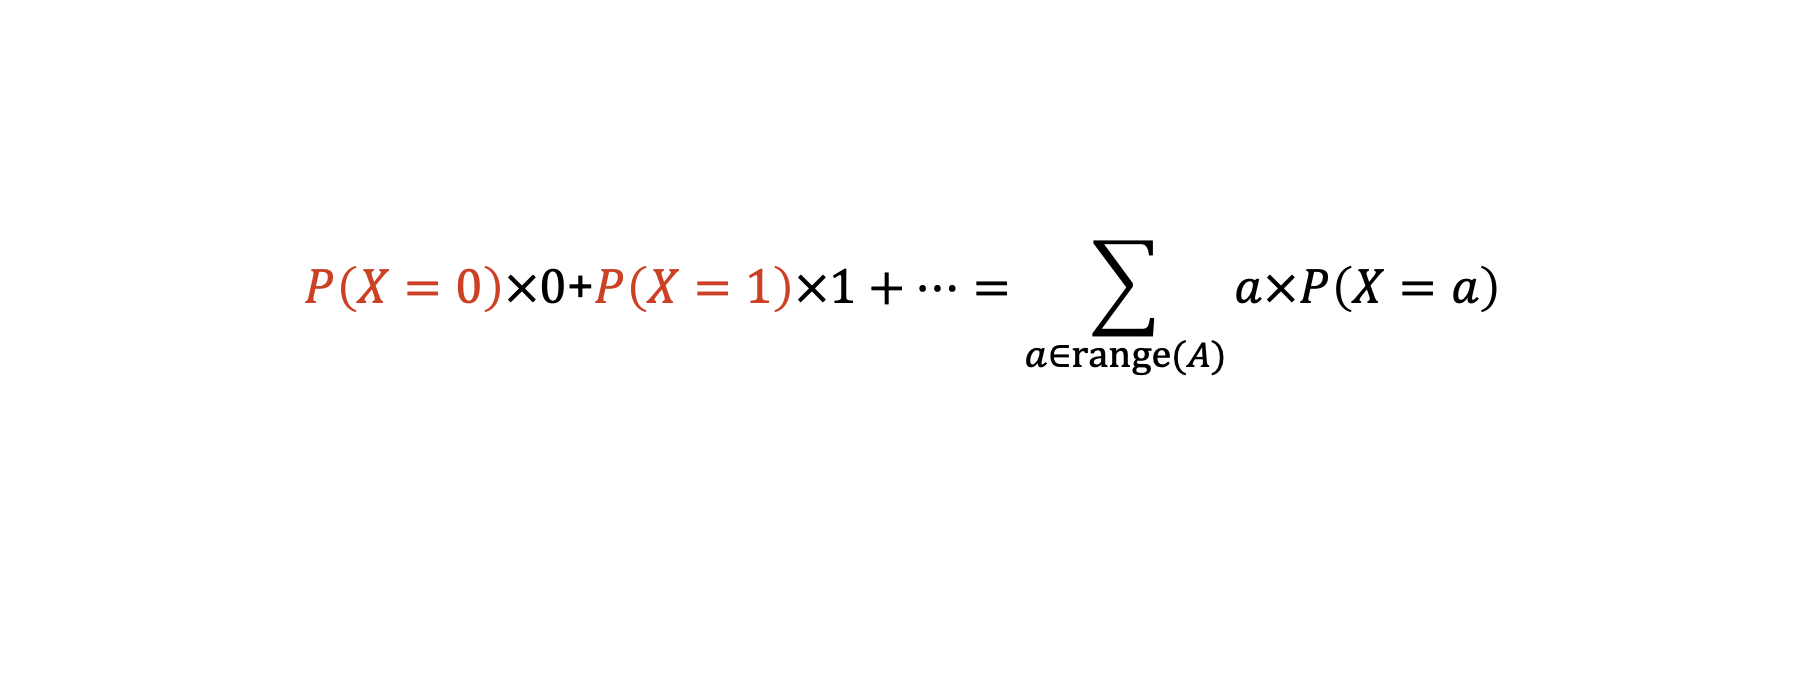 P(X = 0)×0+P(X = 1)×1 + ⋯ = ∑ a×P(X = a)
a∈range(A)